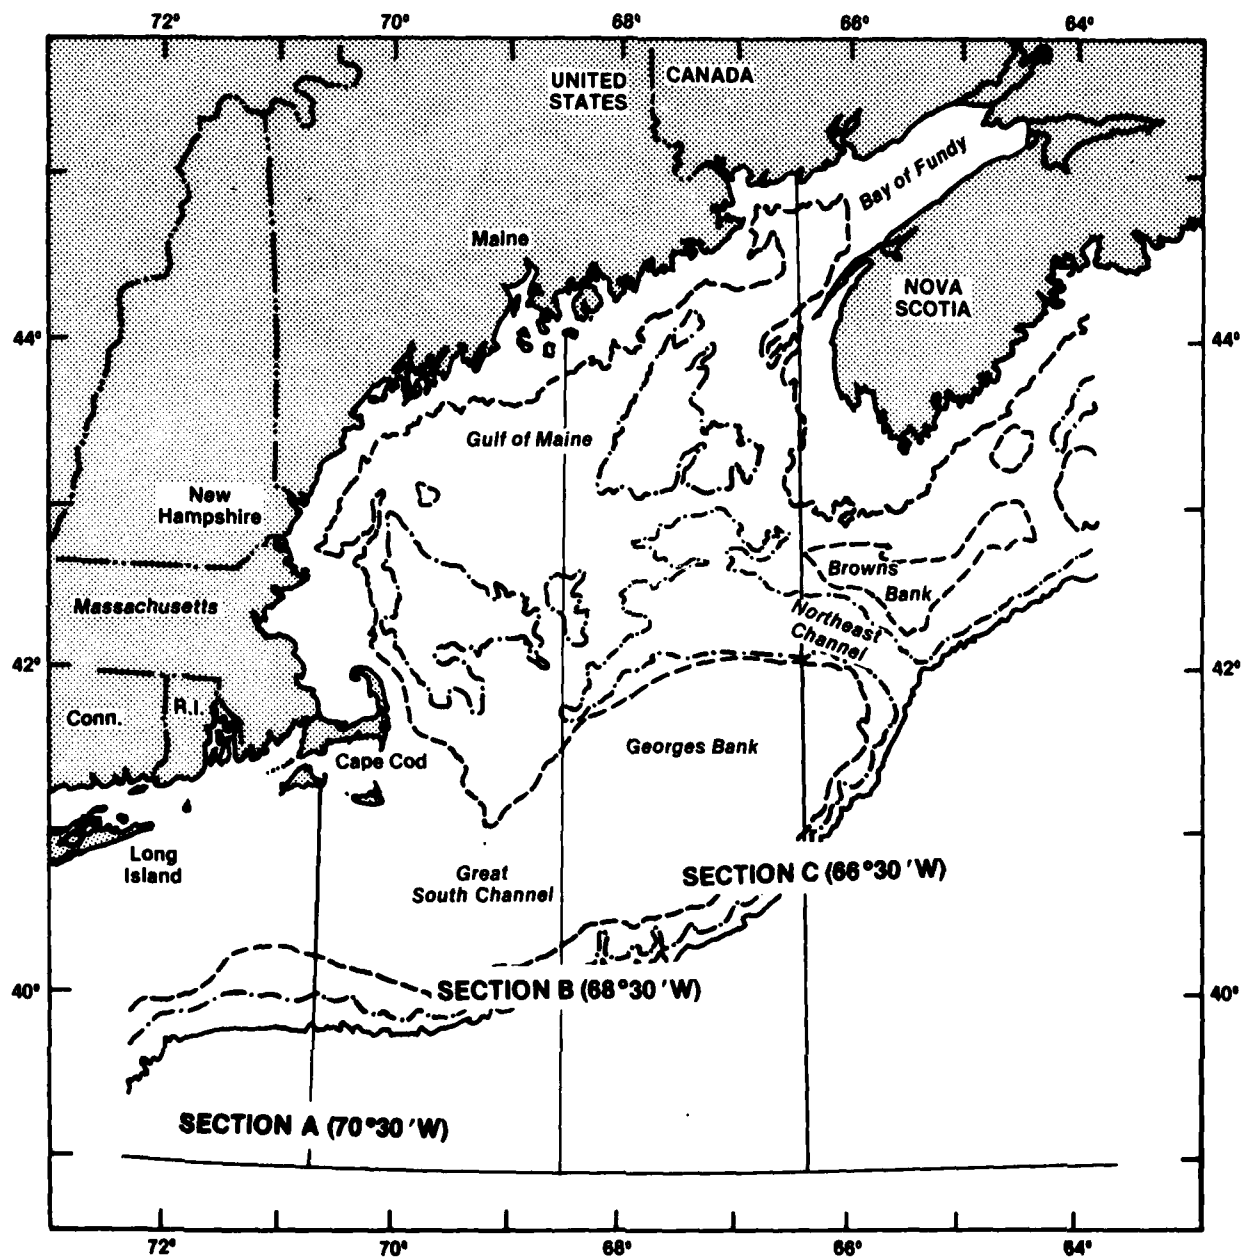 72° 70° 68° 66° 64°
UNITED
STATES
CANADA
Bay of Fundy
Maine
NOVA
SCOTIA
44° 44°
Gulf of Maine
New
Hampshire
Browns
Bank
Massachusetts
Northeast
Channel
42° 42°
Conn.
R.I.
Cape Cod
Georges Bank
Long
Island
Great
South Channel
SECTION C (66°30'W)
40° 40°
SECTION B (68°30'W)
SECTION A (70°30'W)
72° 70° 68° 66° 64°